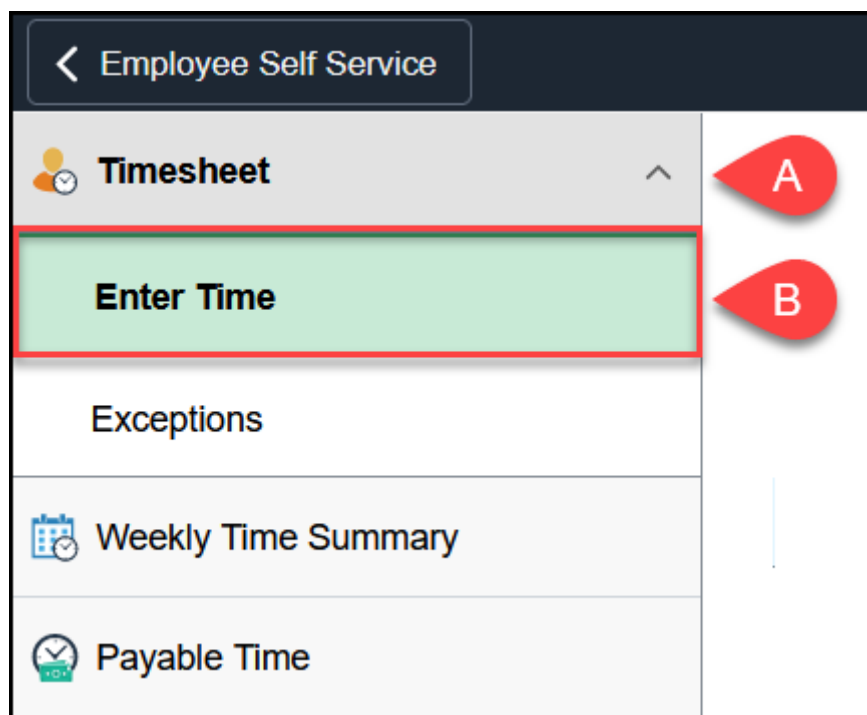 Employee Self Service
Timesheet
A
Enter Time
B
Exceptions
Weekly Time Summary
Payable Time